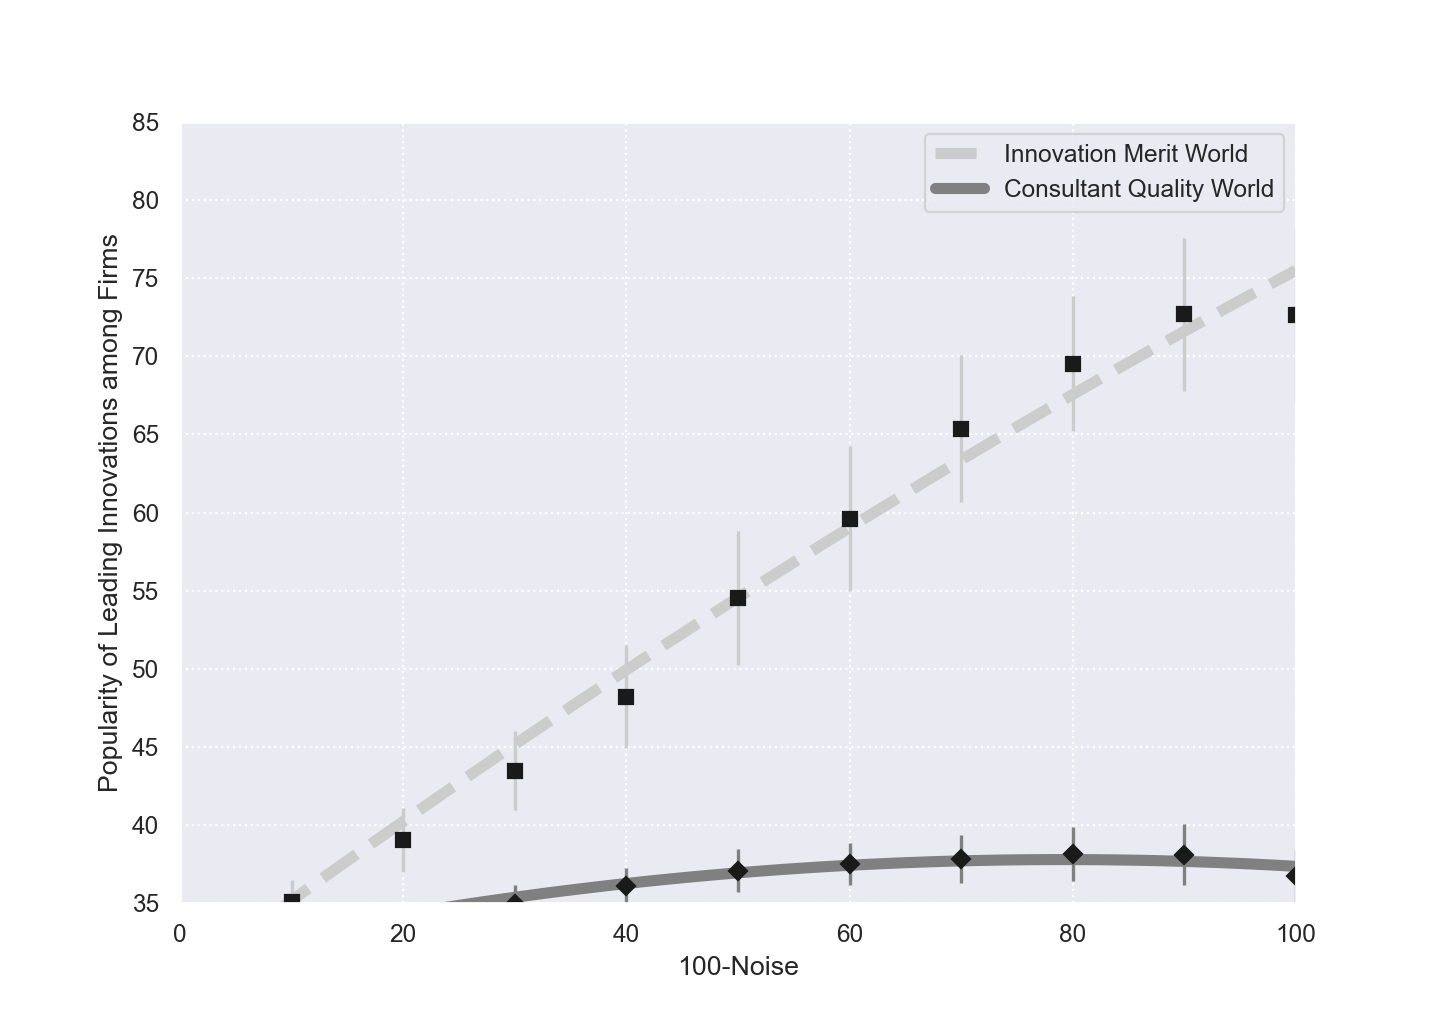 85
80
75
70
65
60
55
50
45
40
35
0 20 40 60 80 100
100-Noise
Popularity of Leading Innovations among Firms
Innovation Merit World
Consultant Quality World